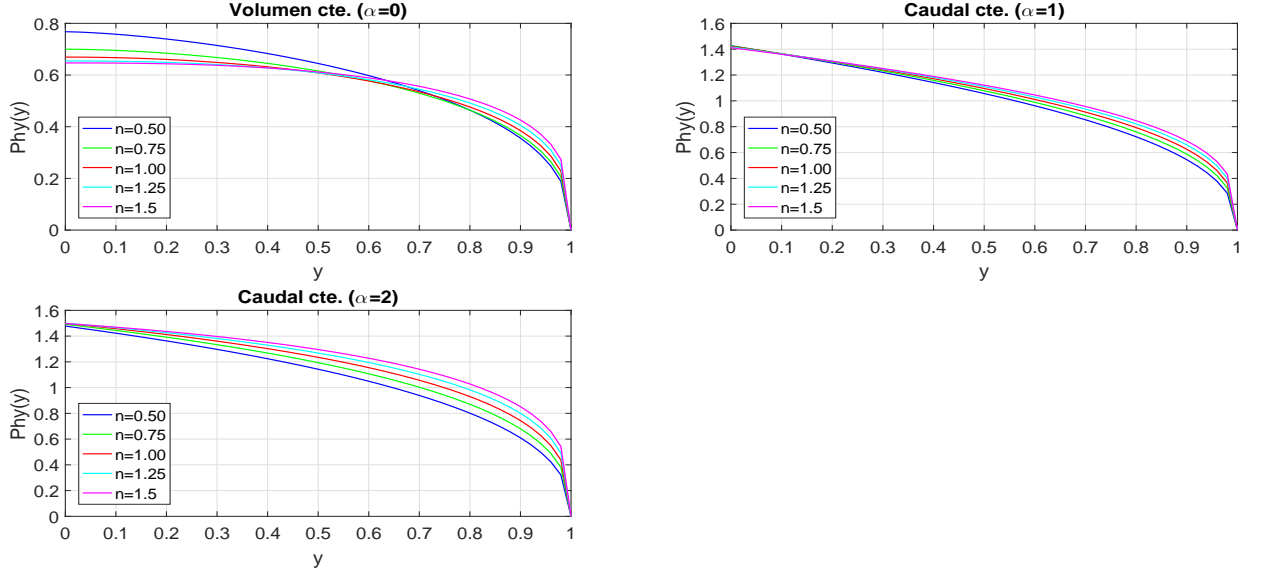 Volumen cte. (α=0)
0.8
0.6
0.4
0.2
0
Phy(y)
n=0.50
n=0.75
n=1.00
n=1.25
n=1.5
0 0.1 0.2 0.3 0.4 0.5 0.6 0.7 0.8 0.9 1
y
Caudal cte. (α=1)
1.6
1.4
1.2
1
0.8
0.6
0.4
0.2
0
Phy(y)
n=0.50
n=0.75
n=1.00
n=1.25
n=1.5
0 0.1 0.2 0.3 0.4 0.5 0.6 0.7 0.8 0.9 1
y
Caudal cte. (α=2)
1.6
1.4
1.2
1
0.8
0.6
0.4
0.2
0
Phy(y)
n=0.50
n=0.75
n=1.00
n=1.25
n=1.5
0 0.1 0.2 0.3 0.4 0.5 0.6 0.7 0.8 0.9 1
y